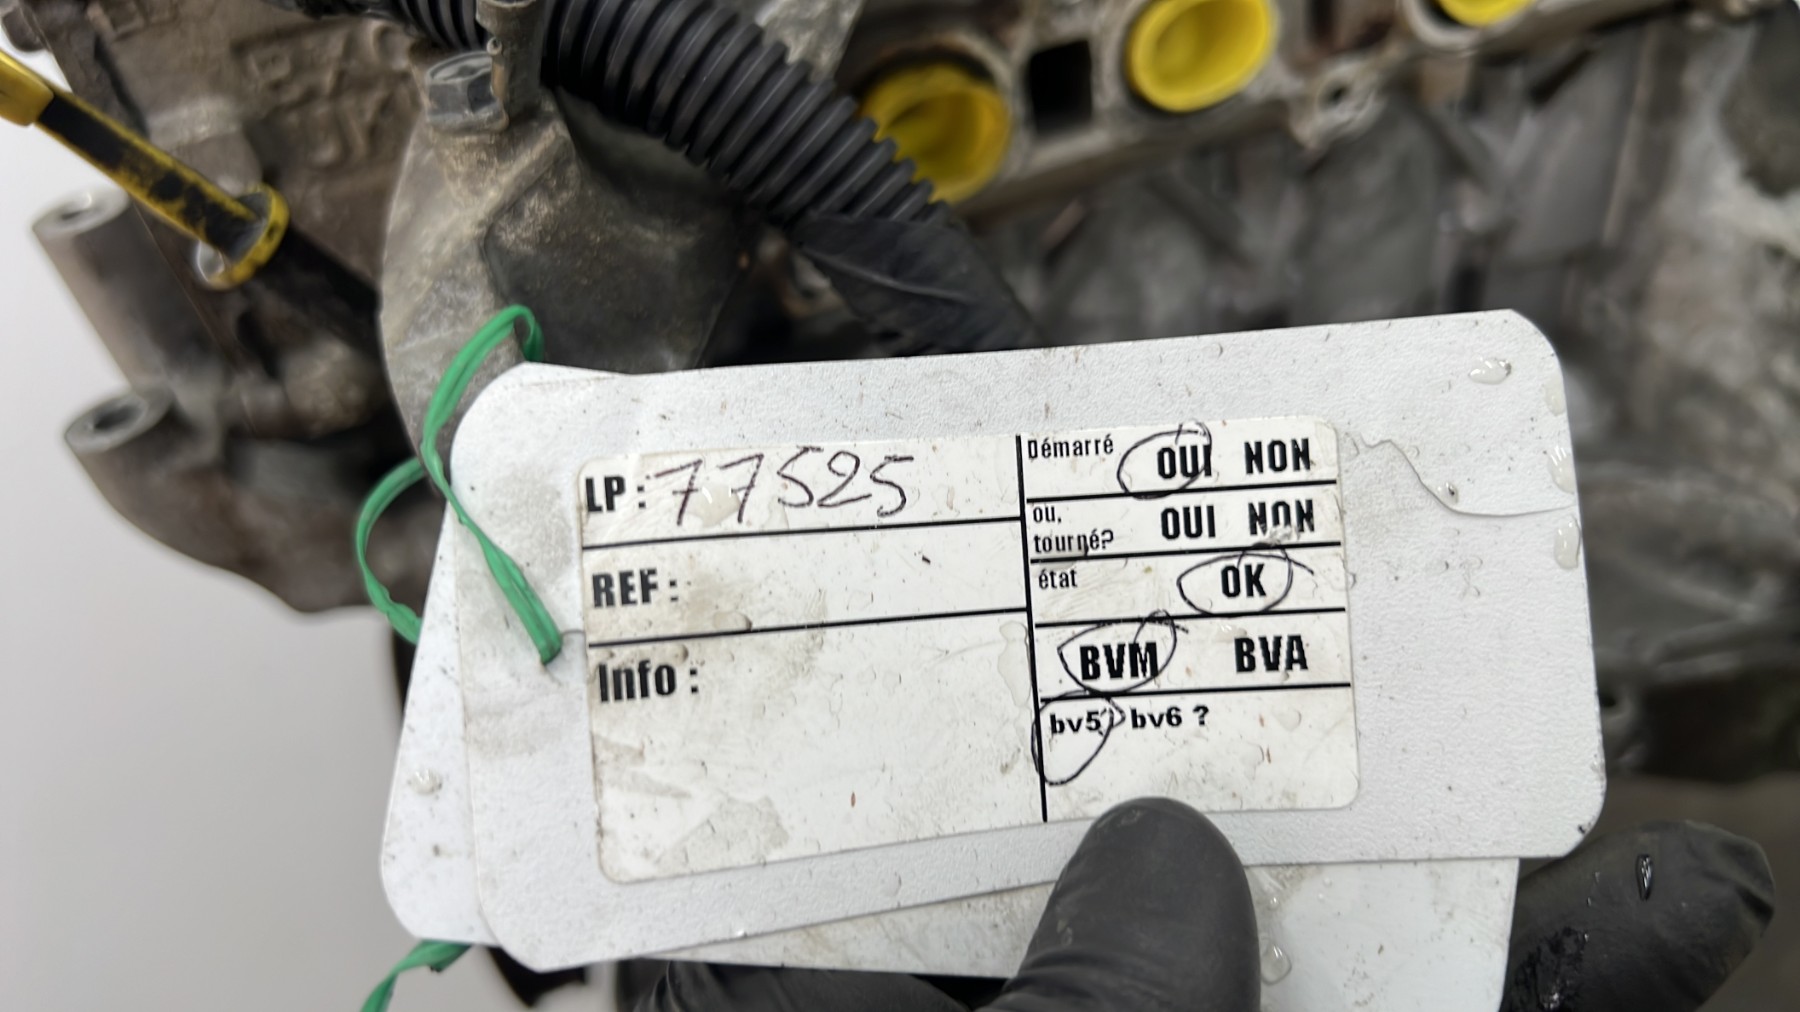 LP : 77525
REF :
Info :
Démarré OUI NON
ou,
tourné? OUI NON
état OK
BVM BVA
bv5? bv6 ?